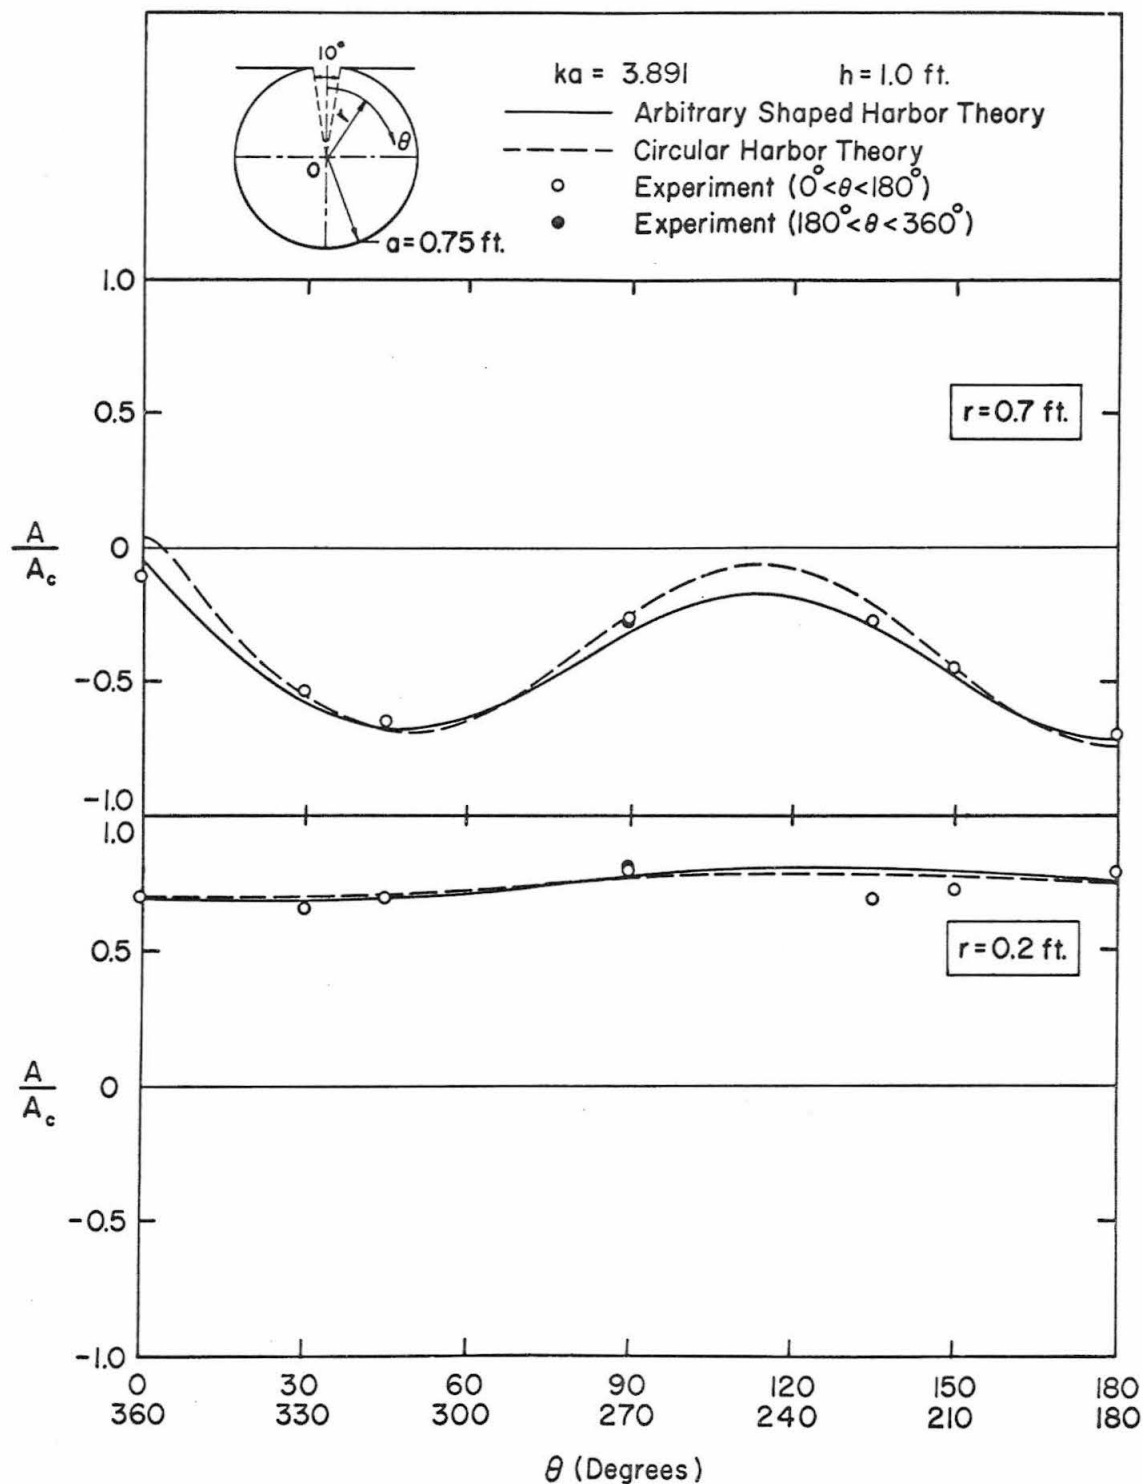 10°
r
θ
O
a=0.75 ft.
ka = 3.891 h=1.0 ft.
Arbitrary Shaped Harbor Theory
Circular Harbor Theory
Experiment (0°<θ<180°)
Experiment (180°<θ<360°)
1.0
0.5
r=0.7 ft.
A/A_c
0
-0.5
-1.0
1.0
0.5
r=0.2 ft.
A/A_c
0
-0.5
-1.0
0 30 60 90 120 150 180
360 330 300 270 240 210 180
θ (Degrees)